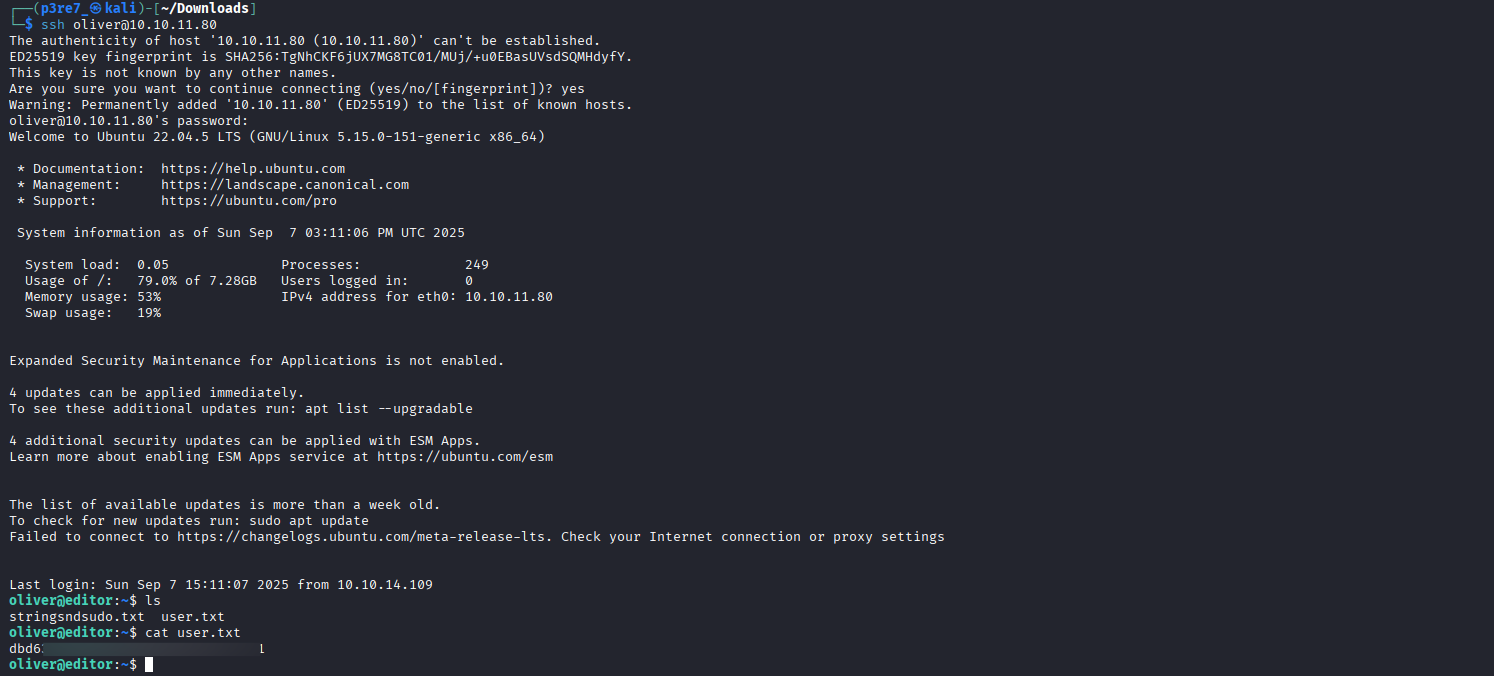 ┌──(p3re7_㉿kali)-[~/Downloads]
└─$ ssh oliver@10.10.11.80
The authenticity of host '10.10.11.80 (10.10.11.80)' can't be established.
ED25519 key fingerprint is SHA256:TgNhCKF6jUX7MG8TC01/MUj/+u0EBasUVsdSQMHdyfY.
This key is not known by any other names.
Are you sure you want to continue connecting (yes/no/[fingerprint])? yes
Warning: Permanently added '10.10.11.80' (ED25519) to the list of known hosts.
oliver@10.10.11.80's password:
Welcome to Ubuntu 22.04.5 LTS (GNU/Linux 5.15.0-151-generic x86_64)
* Documentation:  https://help.ubuntu.com
* Management:     https://landscape.canonical.com
* Support:        https://ubuntu.com/pro
System information as of Sun Sep  7 03:11:06 PM UTC 2025
System load:  0.05              Processes:             249
Usage of /:   79.0% of 7.28GB   Users logged in:       0
Memory usage: 53%               IPv4 address for eth0: 10.10.11.80
Swap usage:   19%
Expanded Security Maintenance for Applications is not enabled.
4 updates can be applied immediately.
To see these additional updates run: apt list --upgradable
4 additional security updates can be applied with ESM Apps.
Learn more about enabling ESM Apps service at https://ubuntu.com/esm
The list of available updates is more than a week old.
To check for new updates run: sudo apt update
Failed to connect to https://changelogs.ubuntu.com/meta-release-lts. Check your Internet connection or proxy settings
Last login: Sun Sep 7 15:11:07 2025 from 10.10.14.109
oliver@editor:~$ ls
stringsndsudo.txt  user.txt
oliver@editor:~$ cat user.txt
oliver@editor:~$